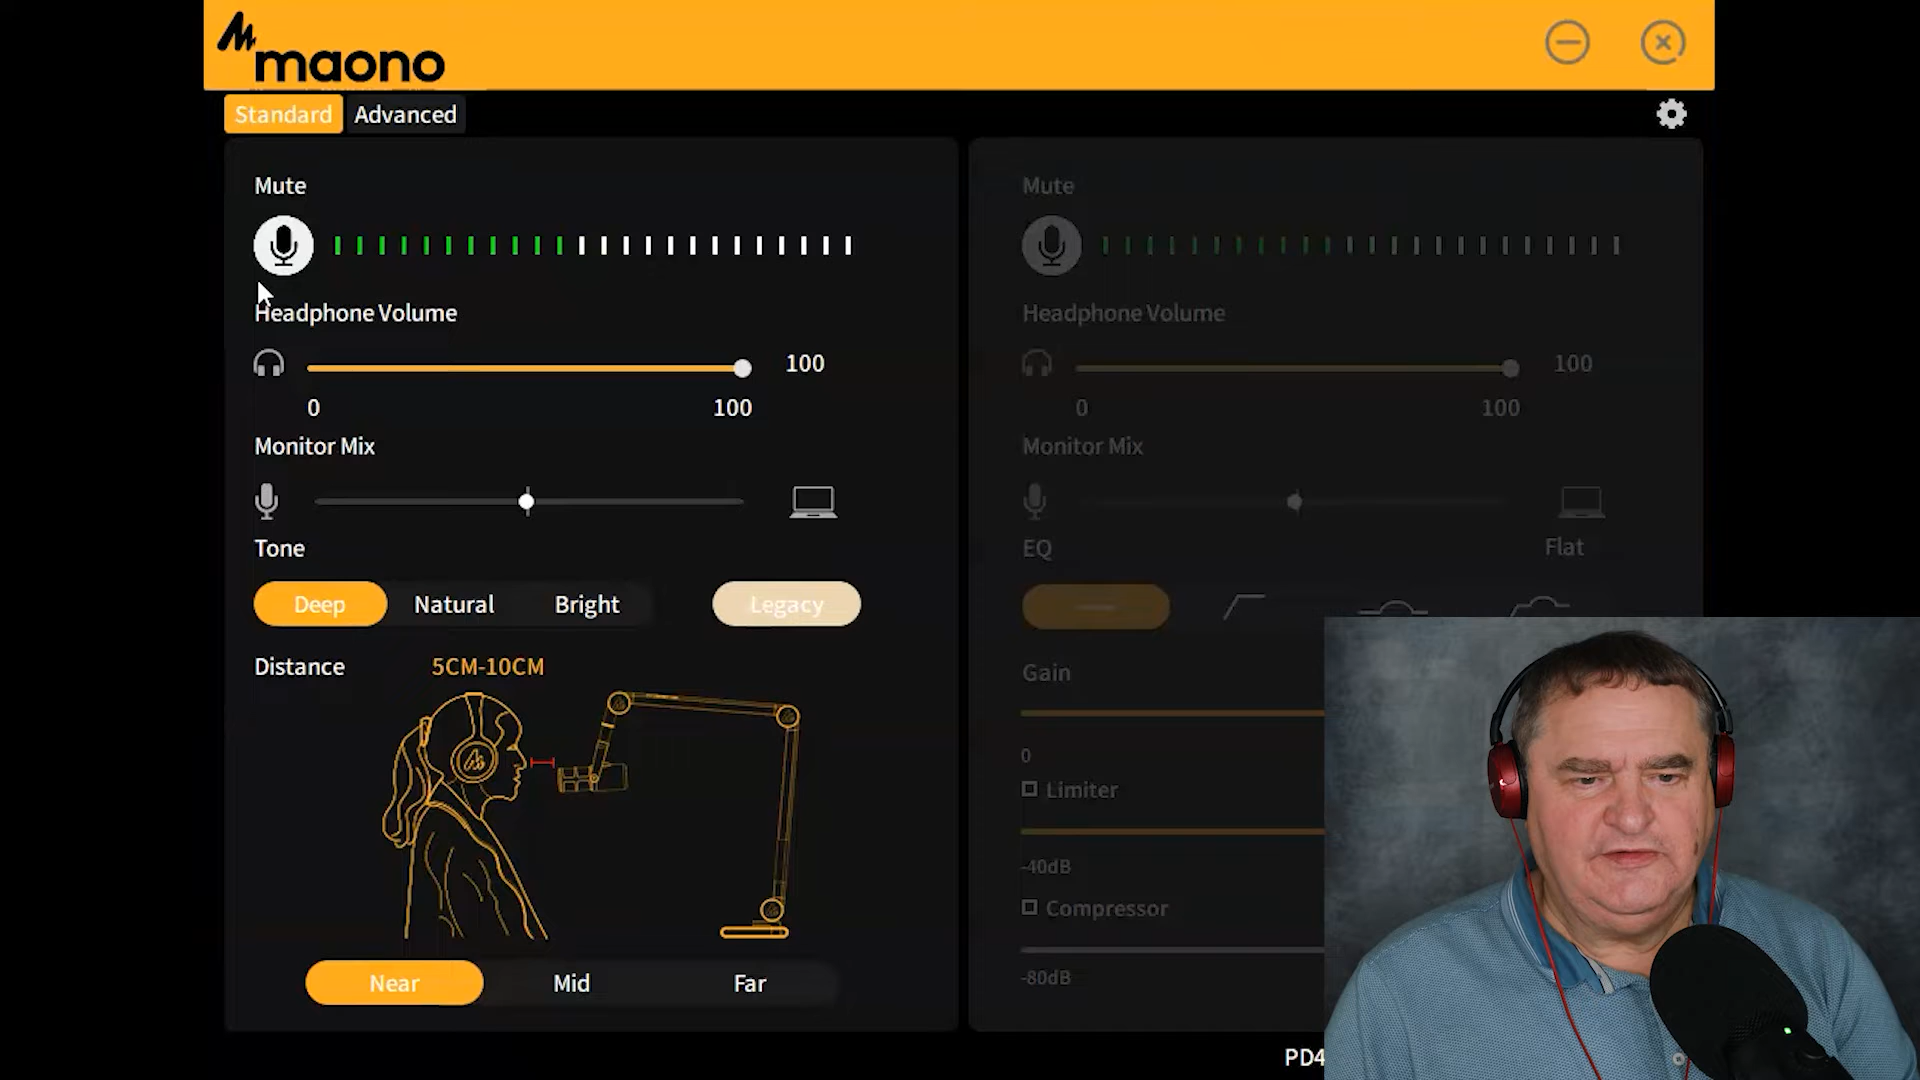 maono
Standard Advanced
Mute
Headphone Volume
100
0 100
Monitor Mix
Tone
Deep Natural Bright Legacy
Distance 5CM-10CM
Near Mid Far
Mute
Headphone Volume
100
0 100
Monitor Mix
EQ Flat
Gain
0
Limiter
-40dB
Compressor
-80dB
PD4